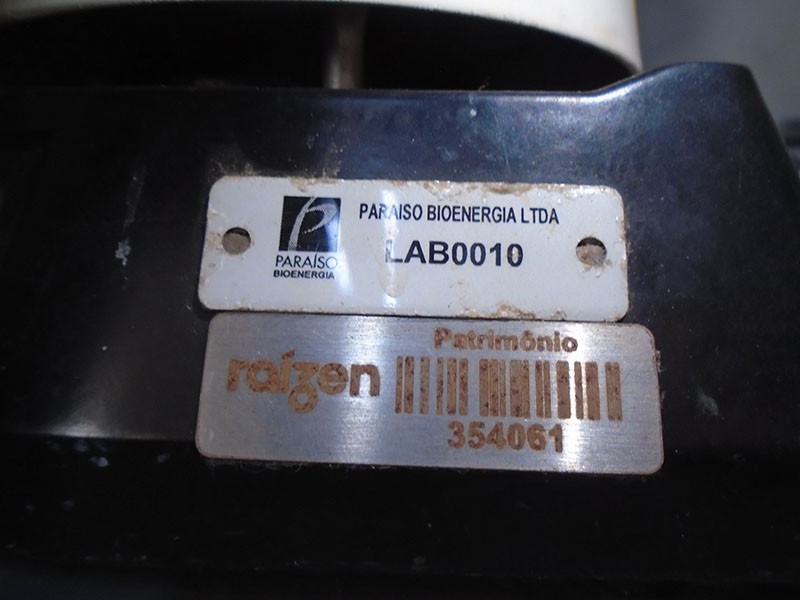 PARAISO BIOENERGIA LTDA
PARAÍSO
BIOENERGIA
LAB0010
Patrimônio
raízen
354061